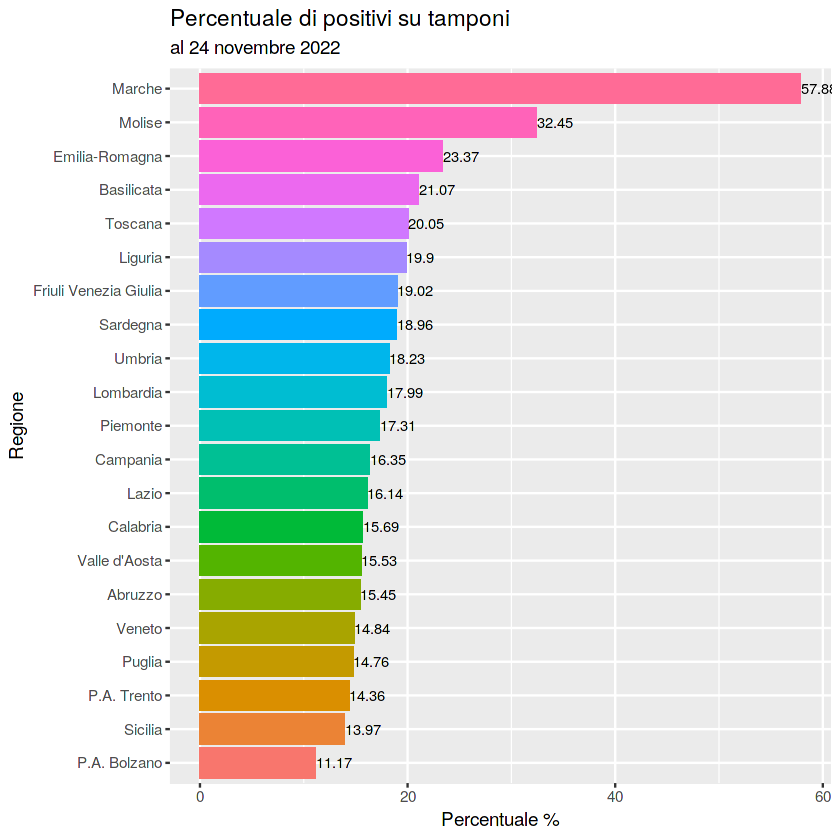 Percentuale di positivi su tamponi
al 24 novembre 2022
Regione
Marche 57.88
Molise 32.45
Emilia-Romagna 23.37
Basilicata 21.07
Toscana 20.05
Liguria 19.9
Friuli Venezia Giulia 19.02
Sardegna 18.96
Umbria 18.23
Lombardia 17.99
Piemonte 17.31
Campania 16.35
Lazio 16.14
Calabria 15.69
Valle d'Aosta 15.53
Abruzzo 15.45
Veneto 14.84
Puglia 14.76
P.A. Trento 14.36
Sicilia 13.97
P.A. Bolzano 11.17
0 20 40 60
Percentuale %